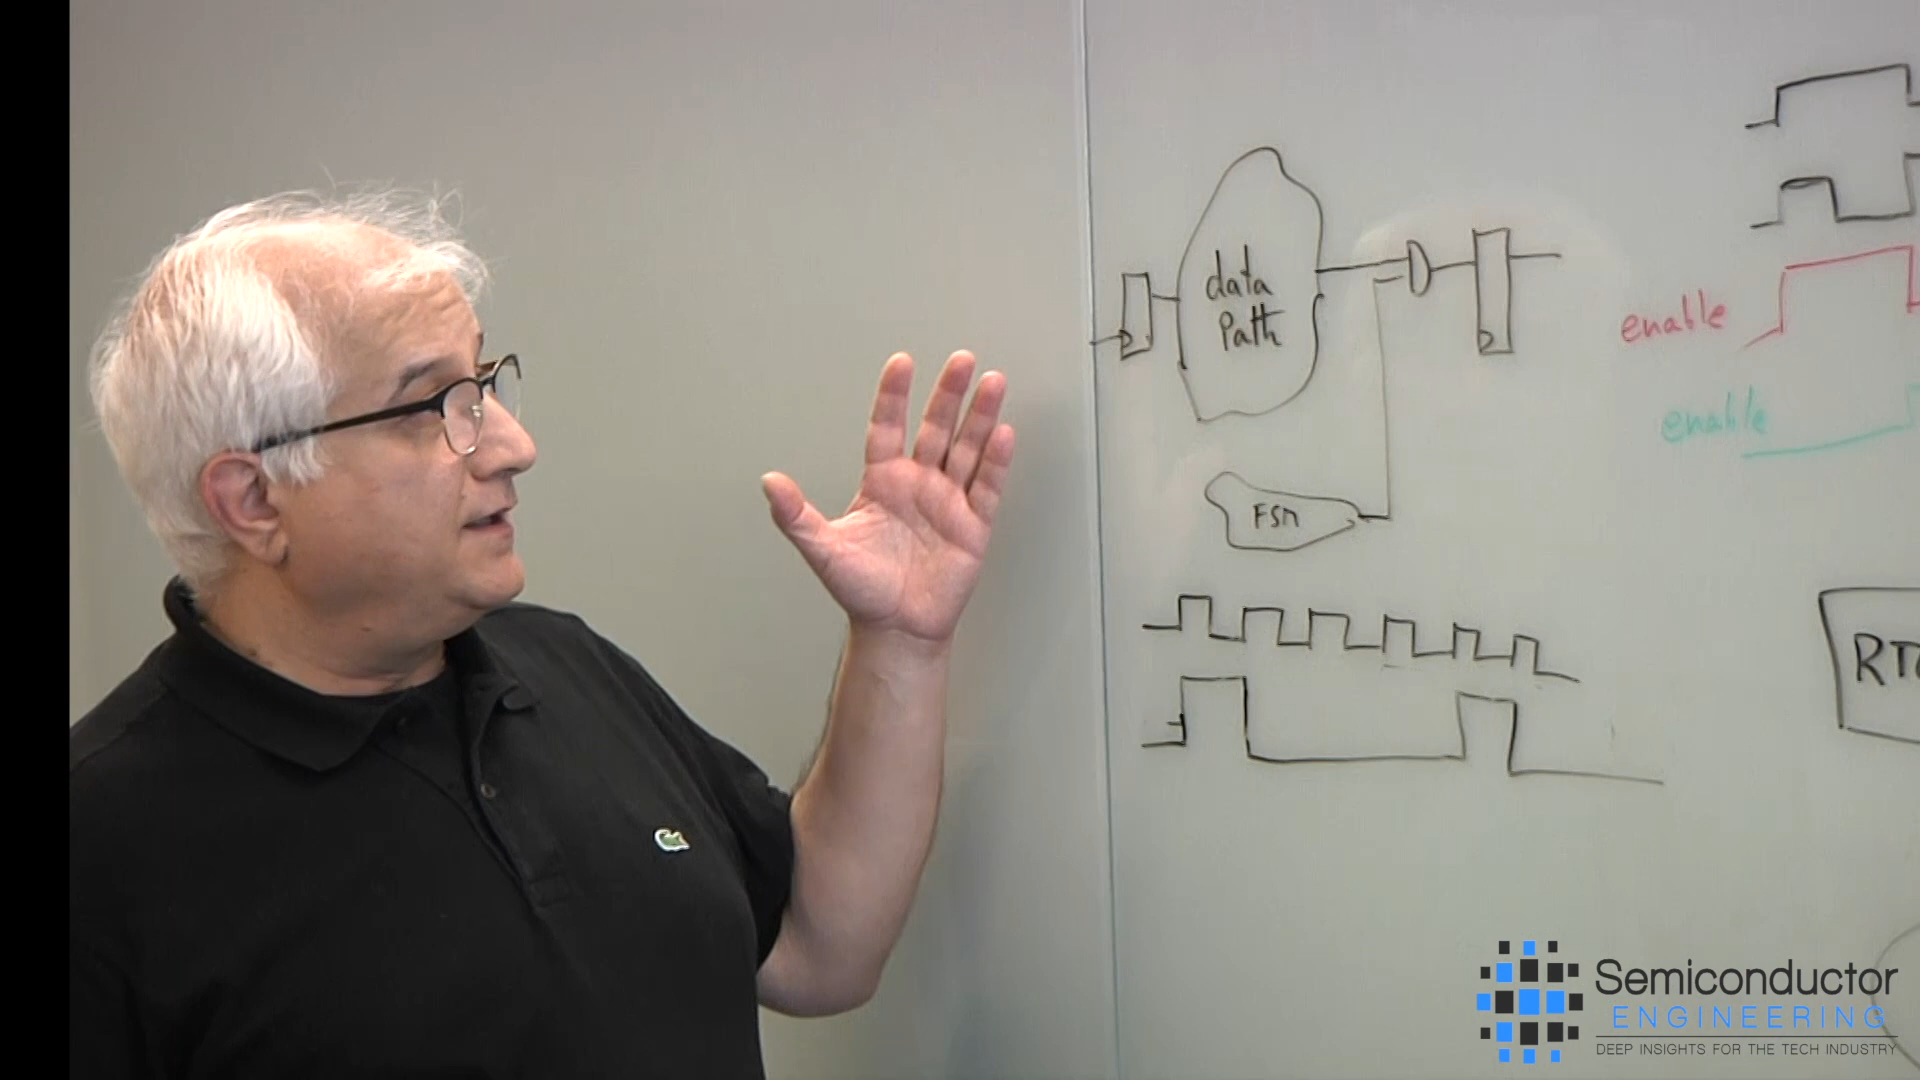 data
Path
enable
enable
FSM
RT
Semiconductor
ENGINEERING
DEEP INSIGHTS FOR THE TECH INDUSTRY